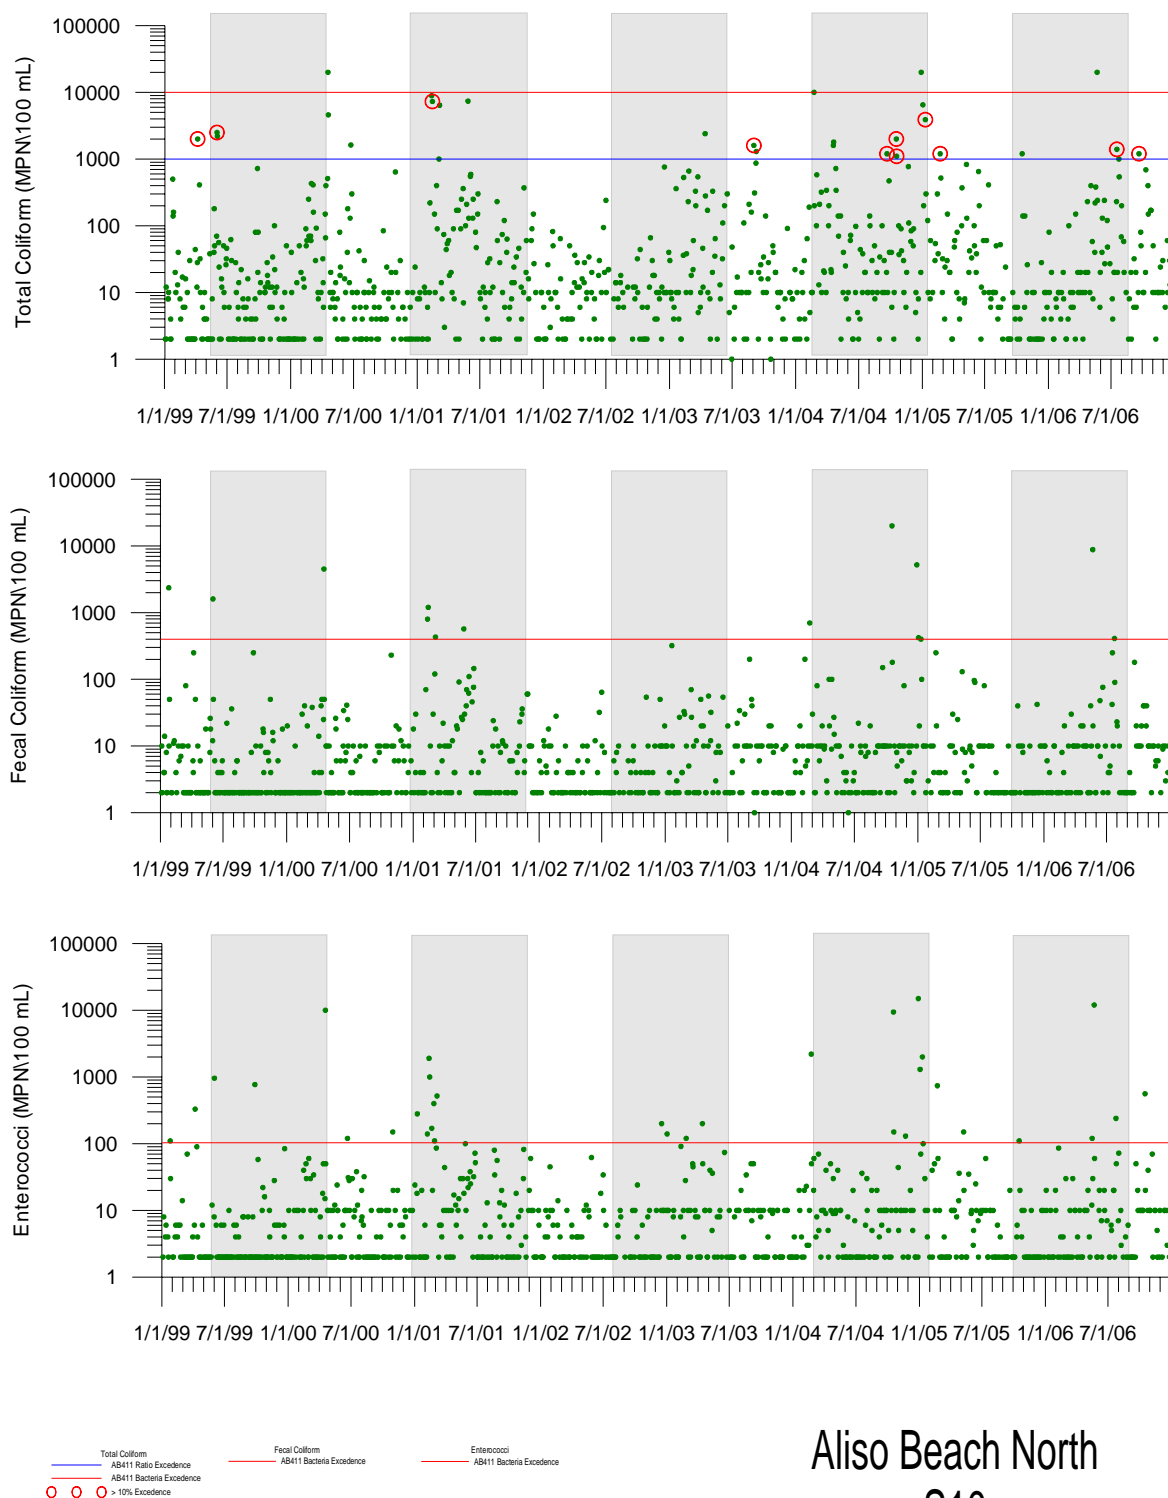 100000
10000
1000
100
10
1
Total Coliform (MPN\100 mL)
1/1/99 7/1/99 1/1/00 7/1/00 1/1/01 7/1/01 1/1/02 7/1/02 1/1/03 7/1/03 1/1/04 7/1/04 1/1/05 7/1/05 1/1/06 7/1/06
100000
10000
1000
100
10
1
Fecal Coliform (MPN\100 mL)
1/1/99 7/1/99 1/1/00 7/1/00 1/1/01 7/1/01 1/1/02 7/1/02 1/1/03 7/1/03 1/1/04 7/1/04 1/1/05 7/1/05 1/1/06 7/1/06
100000
10000
1000
100
10
1
Enterococci (MPN\100 mL)
1/1/99 7/1/99 1/1/00 7/1/00 1/1/01 7/1/01 1/1/02 7/1/02 1/1/03 7/1/03 1/1/04 7/1/04 1/1/05 7/1/05 1/1/06 7/1/06
Total Coliform
AB411 Ratio Excedence
AB411 Bacteria Excedence
> 10% Excedence
Fecal Coliform
AB411 Bacteria Excedence
Enterococci
AB411 Bacteria Excedence
Aliso Beach North